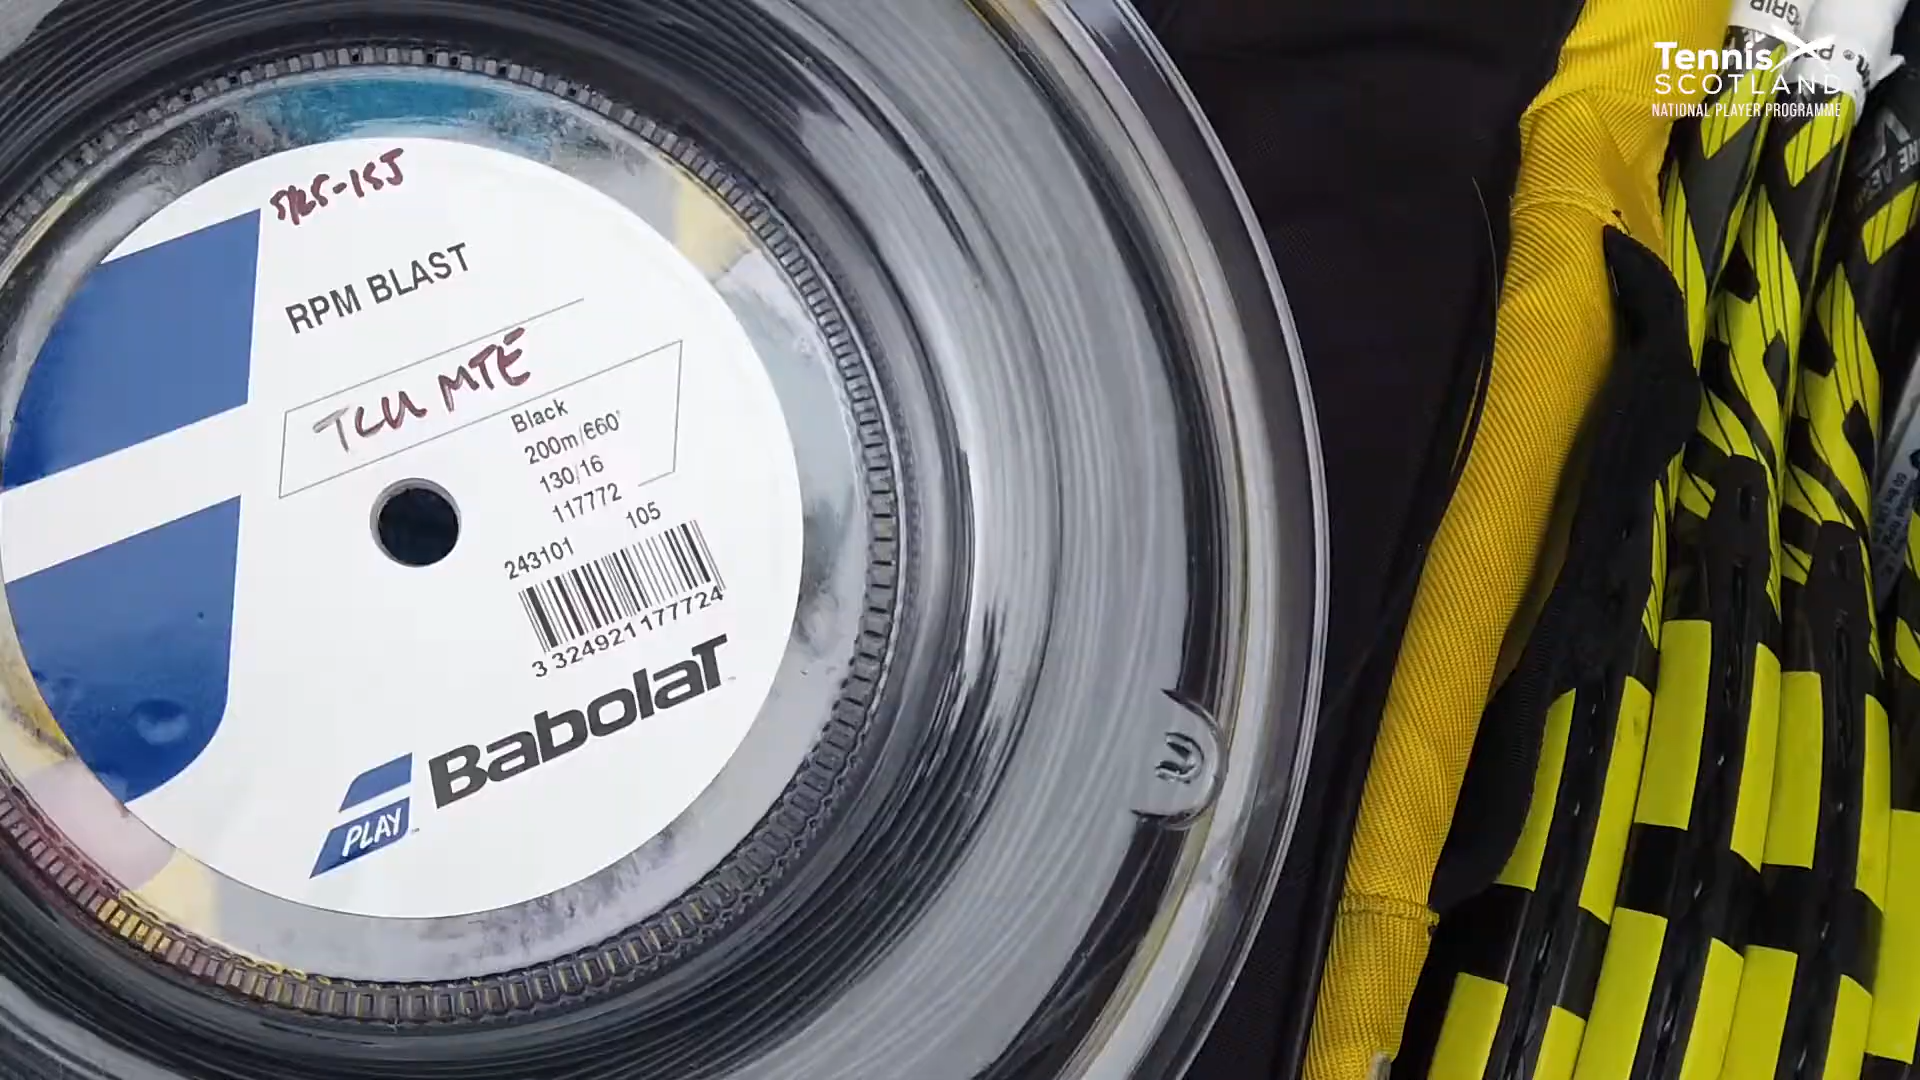 RPM BLAST
TCU MTE
Black
200m/660'
130/16
117772
105
243101
3 324921 177724
Babolat
PLAY
Tennis
SCOTLAND
NATIONAL PLAYER PROGRAMME
GRIP